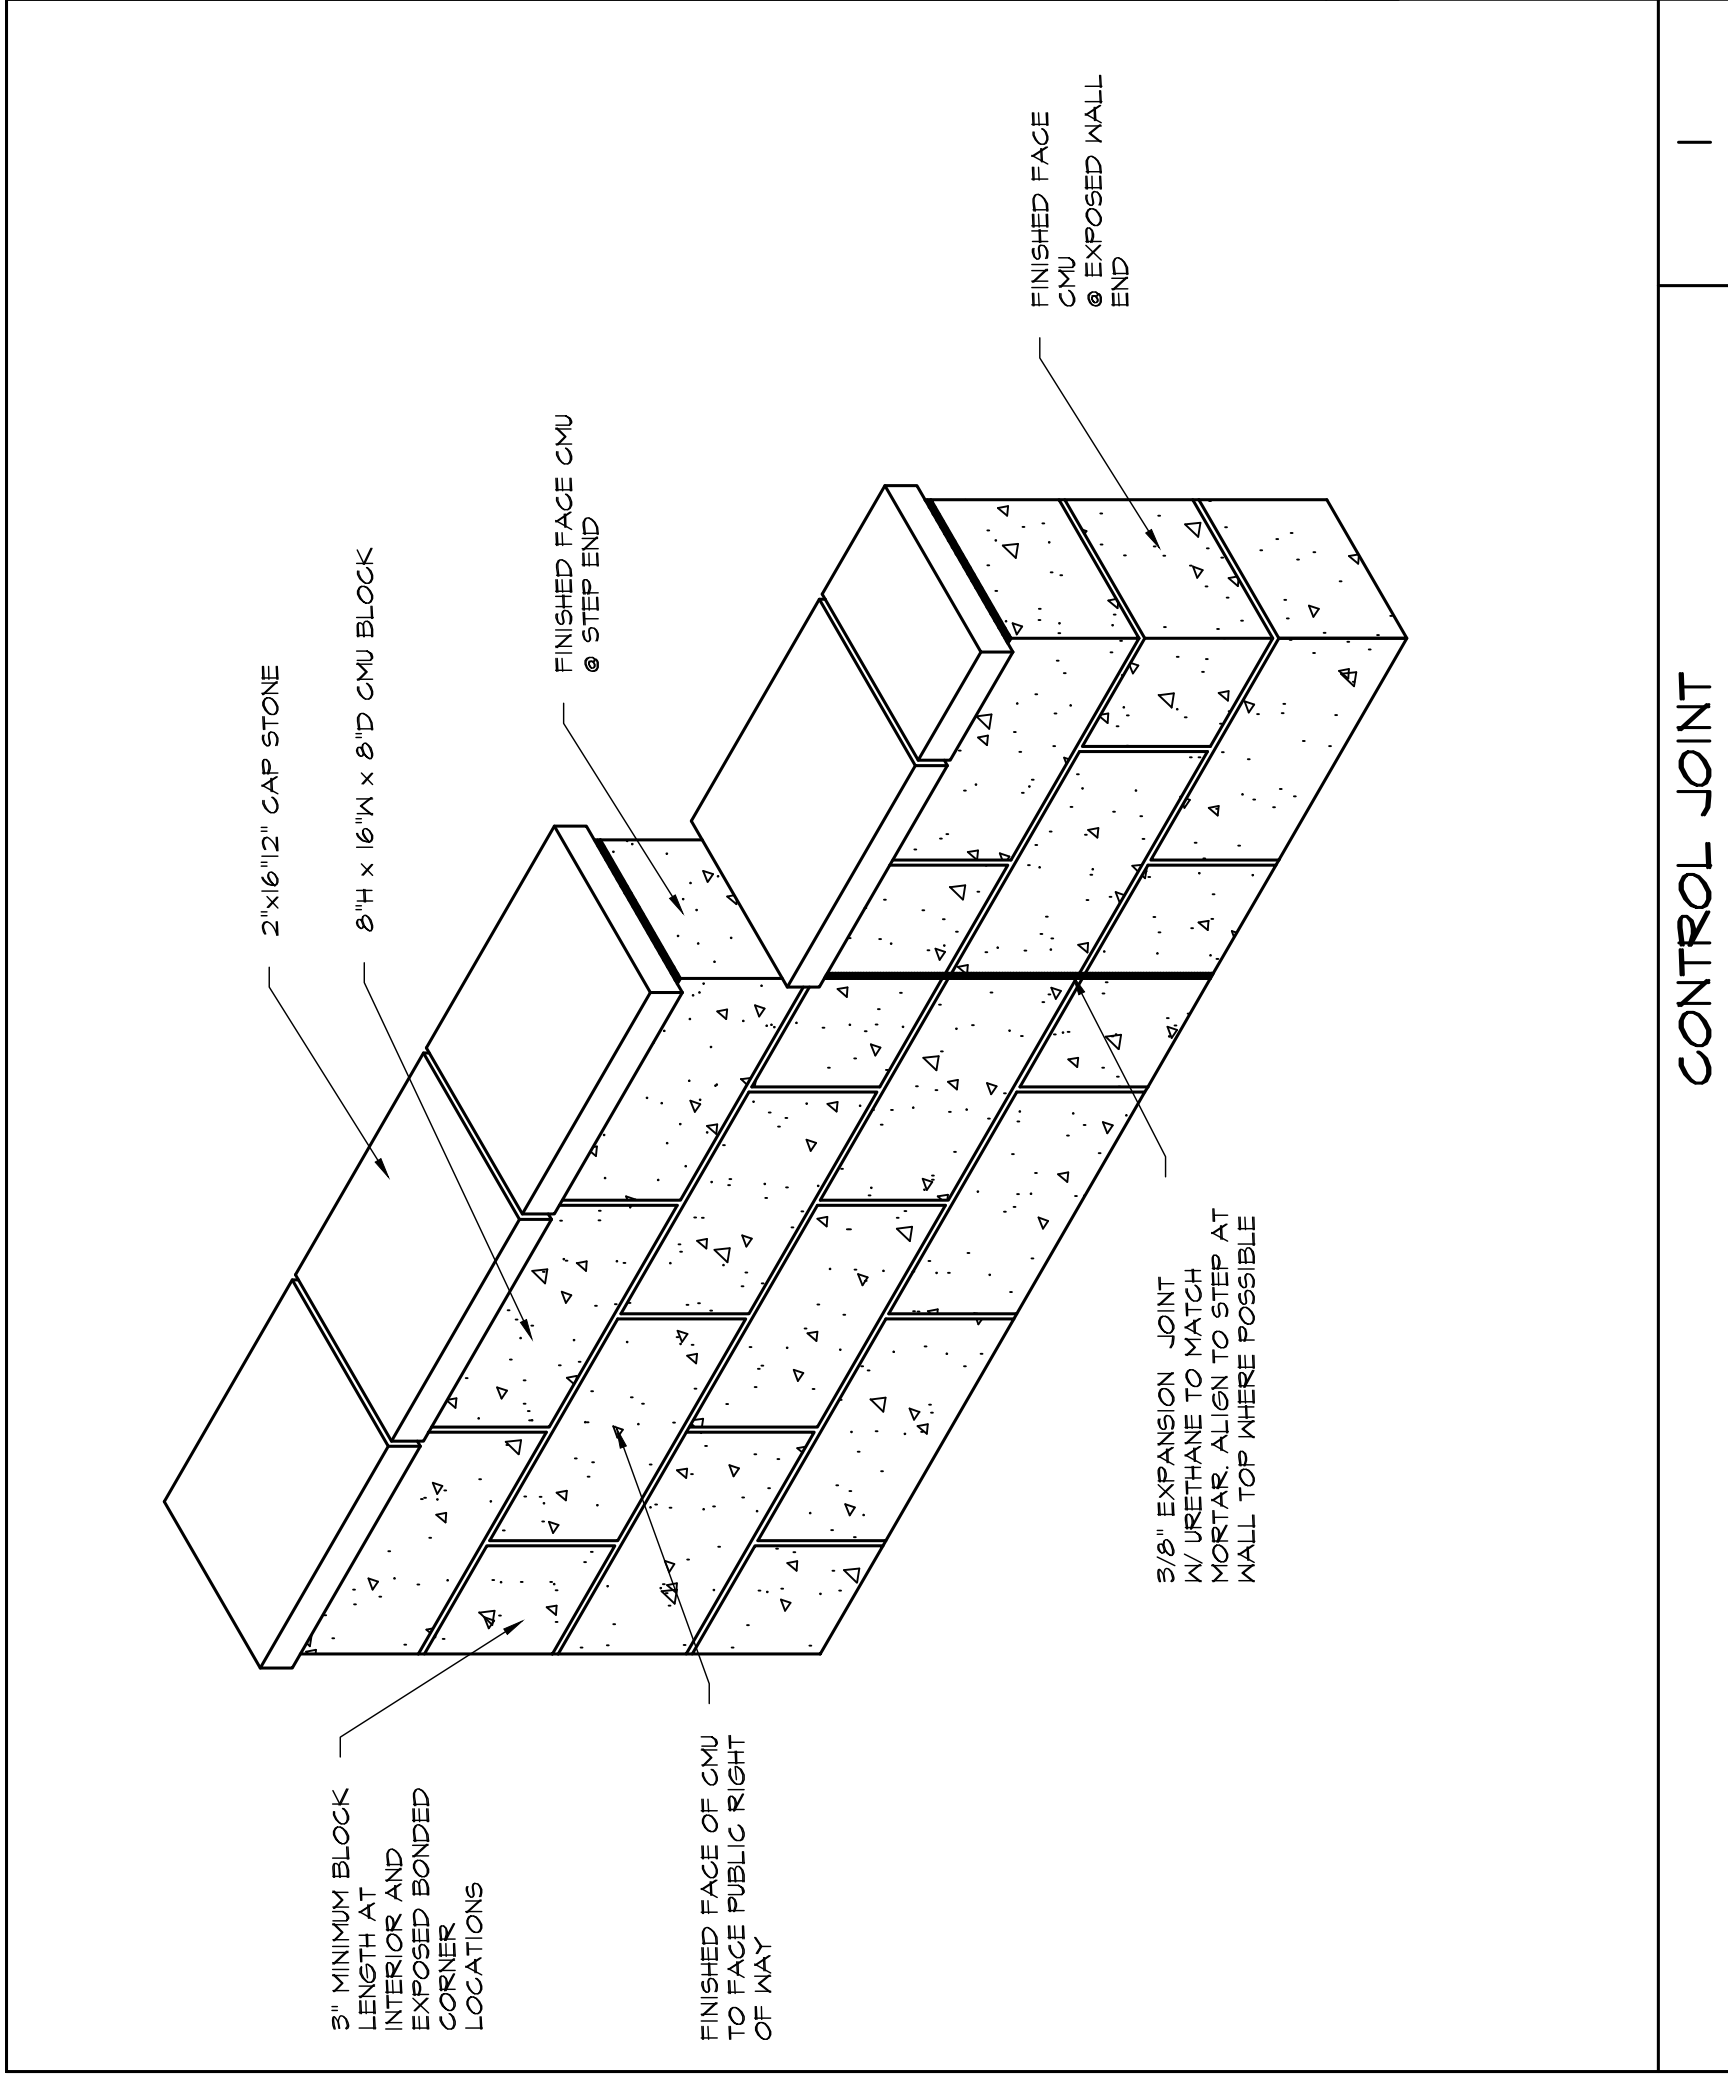 3" MINIMUM BLOCK
LENGTH AT
INTERIOR AND
EXPOSED BONDED
CORNER
LOCATIONS
FINISHED FACE OF CMU
TO FACE PUBLIC RIGHT
OF WAY
2"x16"12" CAP STONE
8"H x 16"W x 8"D CMU BLOCK
FINISHED FACE CMU
@ STEP END
FINISHED FACE
CMU
@ EXPOSED WALL
END
3/8" EXPANSION JOINT
W/ URETHANE TO MATCH
MORTAR. ALIGN TO STEP AT
WALL TOP WHERE POSSIBLE
CONTROL JOINT
1